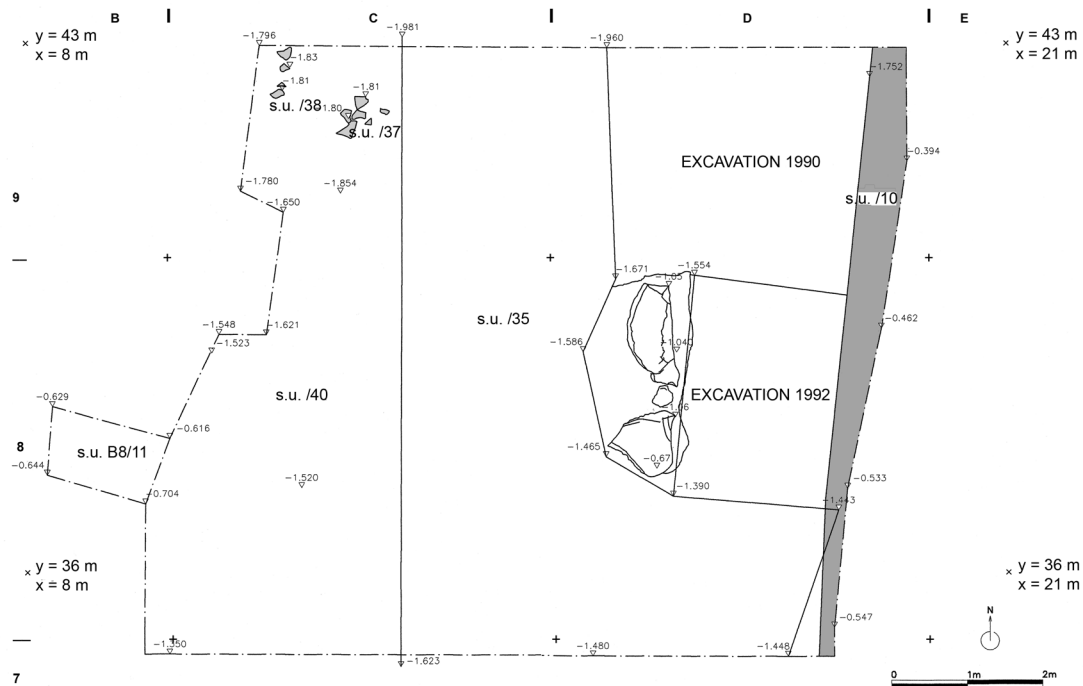 B C D E
y = 43 m
x = 8 m
y = 43 m
x = 21 m
−1.796
−1.981
−1.960
−1.83
−1.752
−1.81
−1.81
s.u. /38
−1.80
s.u. /37
−0.394
EXCAVATION 1990
−1.780
−1.854
9
−1.650
s.u. /10
−1.671
−1.554
−1.05
−1.548
−1.621
s.u. /35
−0.462
−1.523
−1.586
−1.04
−0.629
s.u. /40
EXCAVATION 1992
−1.06
−0.616
8
s.u. B8/11
−1.465
−0.644
−0.67
−1.520
−0.533
−0.704
−1.390
−1.443
y = 36 m
x = 8 m
y = 36 m
x = 21 m
N
−0.547
−1.350
−1.480
−1.448
−1.623
7
0 1m 2m